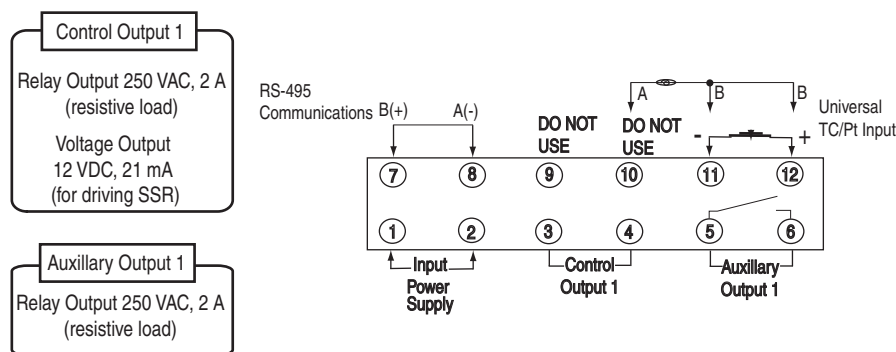 Control Output 1
Relay Output 250 VAC, 2 A
(resistive load)
Voltage Output
12 VDC, 21 mA
(for driving SSR)
Auxillary Output 1
Relay Output 250 VAC, 2 A
(resistive load)
RS-495
Communications
B(+)
A(-)
DO NOT
USE
DO NOT
USE
A
B
B
-
+
Universal
TC/Pt Input
7
8
9
10
11
12
1
2
3
4
5
6
Input
Power
Supply
Control
Output 1
Auxillary
Output 1